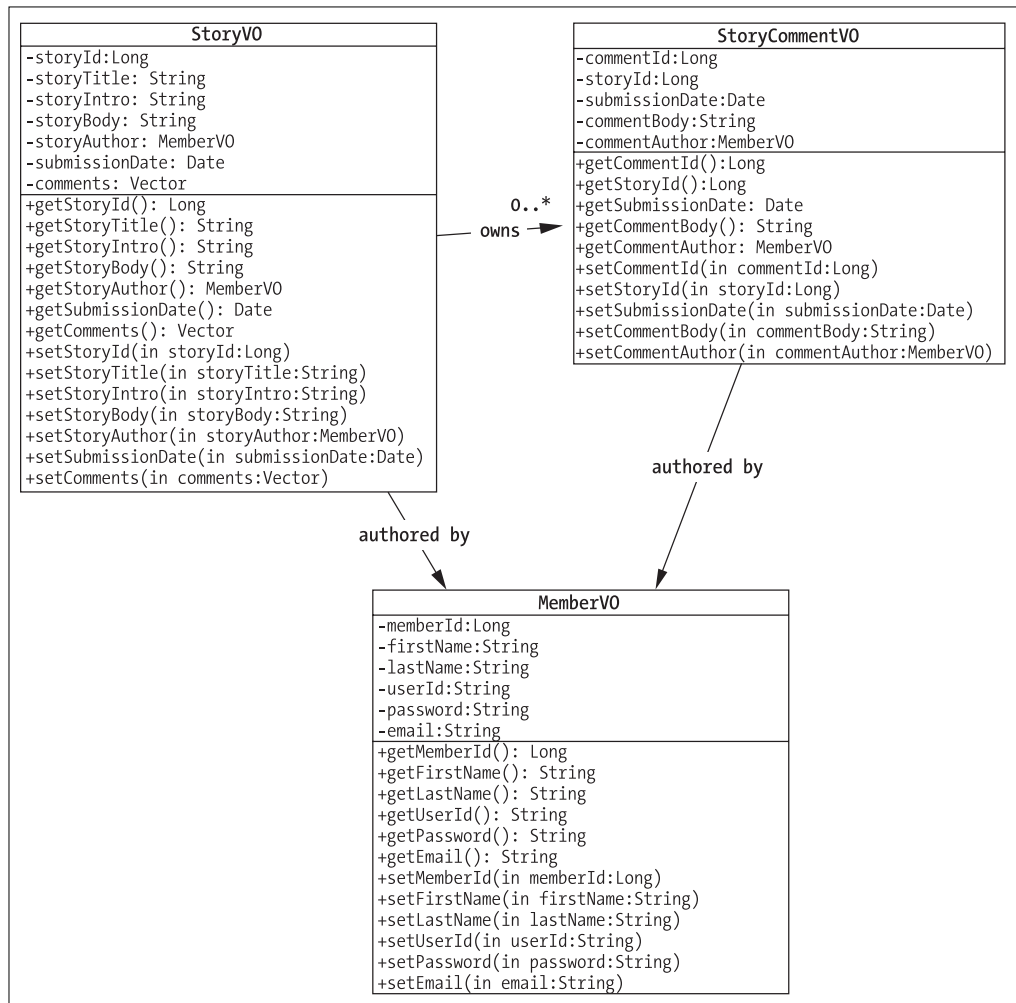 StoryVO
-storyId:Long
-storyTitle: String
-storyIntro: String
-storyBody: String
-storyAuthor: MemberVO
-submissionDate: Date
-comments: Vector
+getStoryId(): Long
+getStoryTitle(): String
+getStoryIntro(): String
+getStoryBody(): String
+getStoryAuthor(): MemberVO
+getSubmissionDate(): Date
+getComments(): Vector
+setStoryId(in storyId:Long)
+setStoryTitle(in storyTitle:String)
+setStoryIntro(in storyIntro:String)
+setStoryBody(in storyBody:String)
+setStoryAuthor(in storyAuthor:MemberVO)
+setSubmissionDate(in submissionDate:Date)
+setComments(in comments:Vector)
0..*
owns
StoryCommentVO
-commentId:Long
-storyId:Long
-submissionDate:Date
-commentBody:String
-commentAuthor:MemberVO
+getCommentId():Long
+getStoryId():Long
+getSubmissionDate: Date
+getCommentBody(): String
+getCommentAuthor: MemberVO
+setCommentId(in commentId:Long)
+setStoryId(in storyId:Long)
+setSubmissionDate(in submissionDate:Date)
+setCommentBody(in commentBody:String)
+setCommentAuthor(in commentAuthor:MemberVO)
authored by
authored by
MemberVO
-memberId:Long
-firstName:String
-lastName:String
-userId:String
-password:String
-email:String
+getMemberId(): Long
+getFirstName(): String
+getLastName(): String
+getUserId(): String
+getPassword(): String
+getEmail(): String
+setMemberId(in memberId:Long)
+setFirstName(in firstName:String)
+setLastName(in lastName:String)
+setUserId(in userId:String)
+setPassword(in password:String)
+setEmail(in email:String)